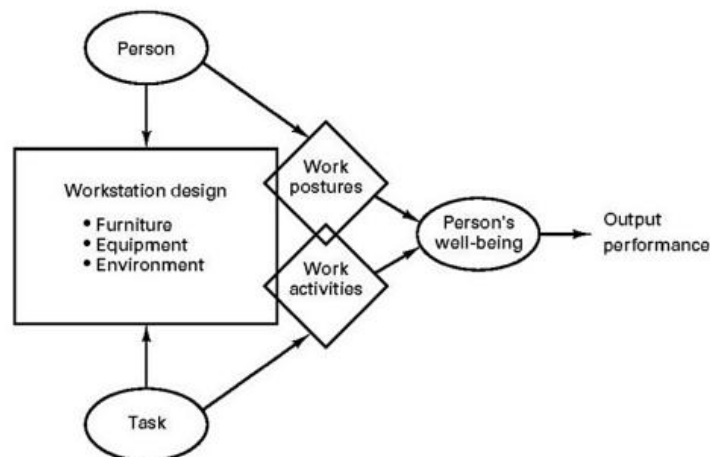 Person
Work
postures
Workstation design
• Furniture
• Equipment
• Environment
Person's
well-being
Output
performance
Work
activities
Task